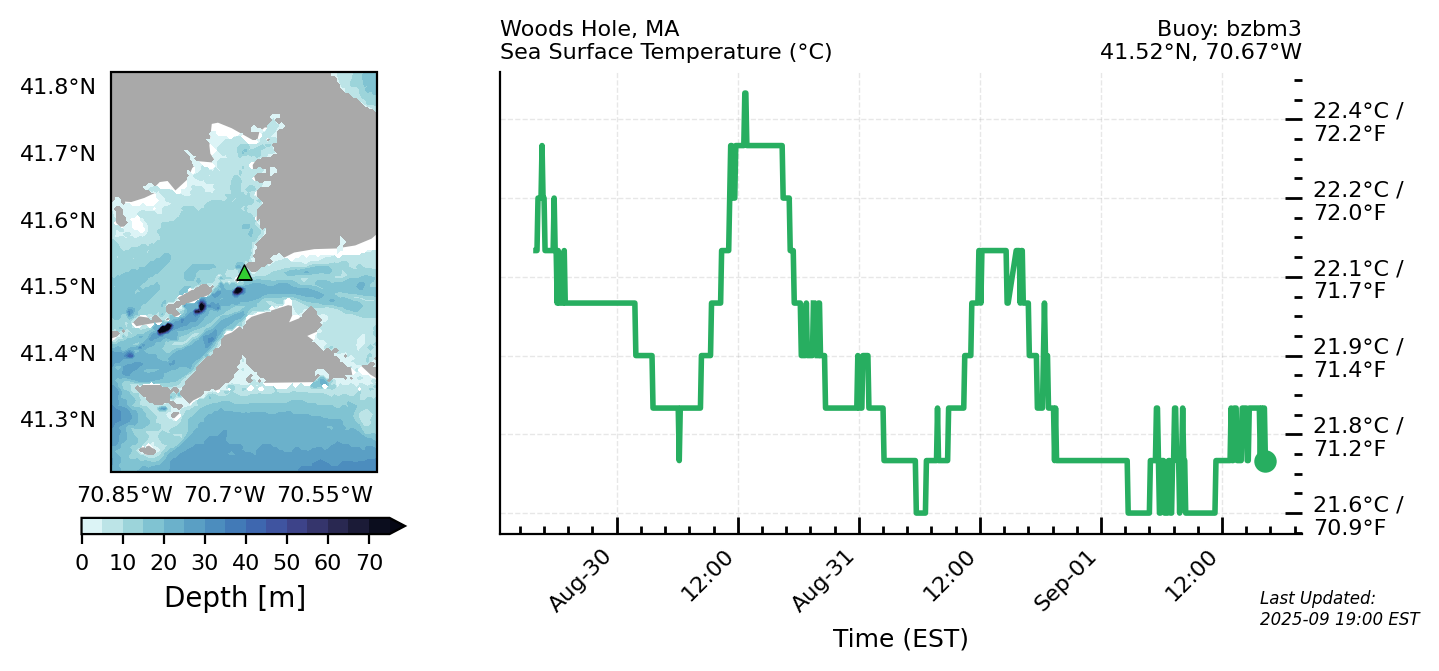 Woods Hole, MA
Sea Surface Temperature (°C)
Buoy: bzbm3
41.52°N, 70.67°W
41.8°N
41.7°N
41.6°N
41.5°N
41.4°N
41.3°N
70.85°W 70.7°W 70.55°W
0 10 20 30 40 50 60 70
Depth [m]
22.4°C /
72.2°F
22.2°C /
72.0°F
22.1°C /
71.7°F
21.9°C /
71.4°F
21.8°C /
71.2°F
21.6°C /
70.9°F
Aug-30 12:00 Aug-31 12:00 Sep-01 12:00
Time (EST)
Last Updated:
2025-09 19:00 EST